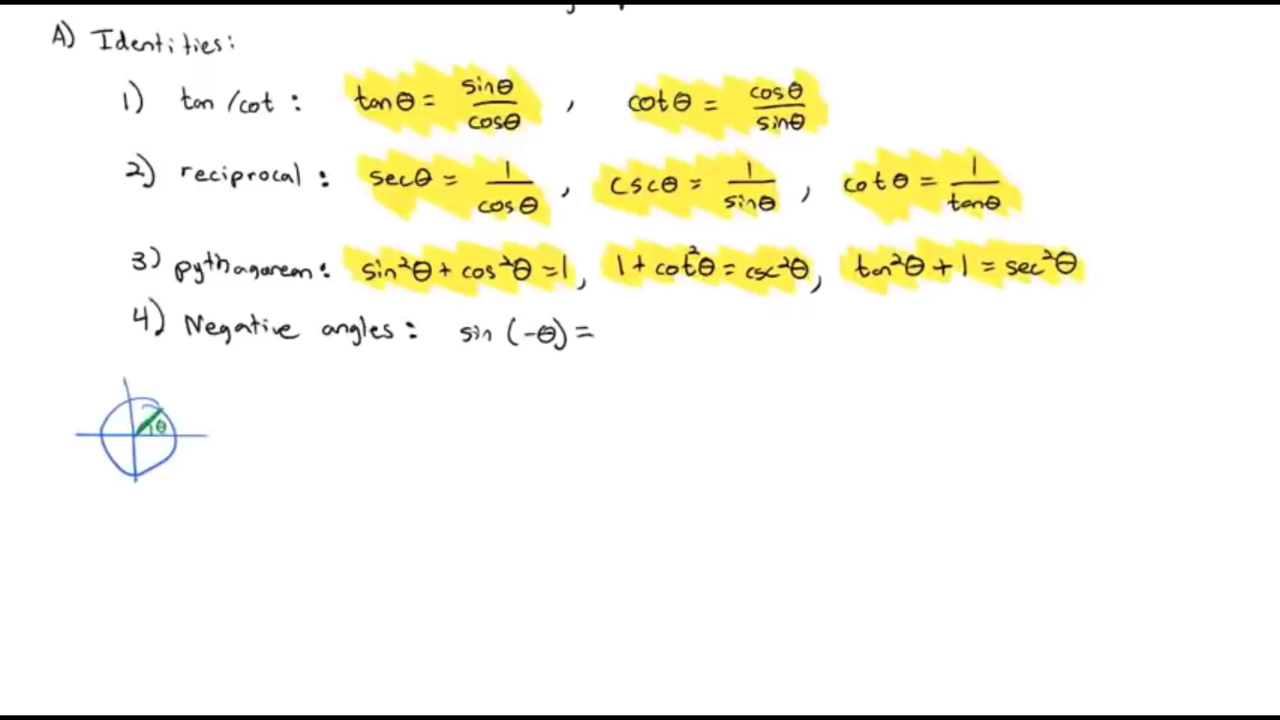 A) Identities:
1) tan/cot: tanθ = sinθ/cosθ, cotθ = cosθ/sinθ
2) reciprocal: secθ = 1/cosθ, cscθ = 1/sinθ, cotθ = 1/tanθ
3) pythagorean: sin²θ + cos²θ = 1, 1 + cot²θ = csc²θ, tan²θ + 1 = sec²θ
4) Negative angles: sin(-θ) =
θ